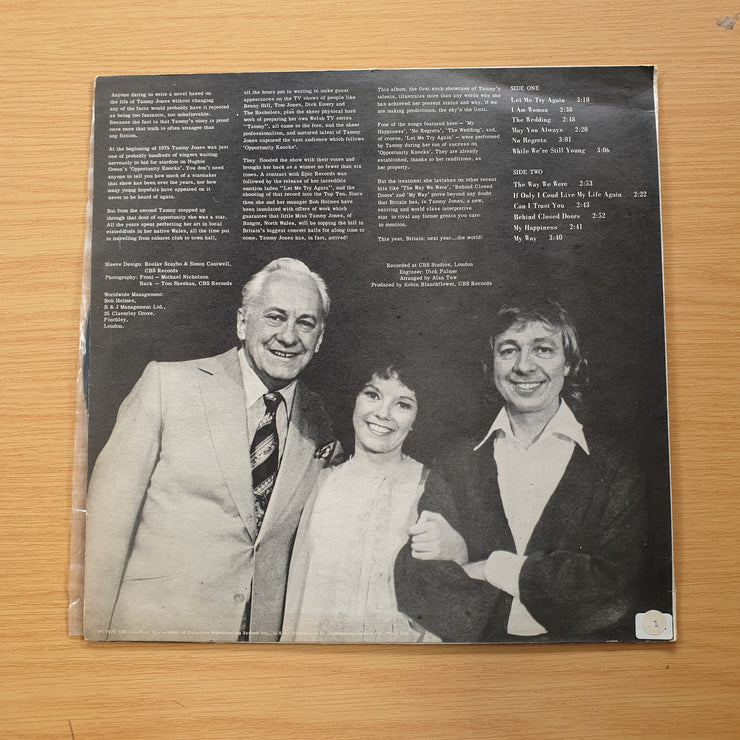 Anyone daring to write a novel based on
the life of Tammy Jones without changing
any of the facts would probably have it rejected
as being too fantastic, too unbelievable.
Because the fact is that Tammy's story is proof
once more that truth is often stranger than
any fiction.
At the beginning of 1975 Tammy Jones was just
one of probably hundreds of singers waiting
nervously to bid for stardom on Hughie
Green's 'Opportunity Knocks'. You don't need
anyone to tell you how much of a starmaker
that show has been over the years, nor how
many young hopefuls have appeared on it
never to be heard of again.
But from the second Tammy stepped up
through that door of opportunity she was a star.
All the years spent perfecting her art in local
eisteddfods in her native Wales, all the time put
in travelling from cabaret club to town hall,
all the hours put in waiting to make guest
appearances on the TV shows of people like
Benny Hill, Tom Jones, Dick Emery and
The Bachelors, plus the sheer physical hard
work of preparing her own Welsh TV series
"Tammy", all came to the fore, and the sheer
professionalism, and nurtured talent of Tammy
Jones captured the vast audience which follows
'Opportunity Knocks'.
They flooded the show with their votes and
brought her back as a winner no fewer than six
times. A contract with Epic Records was
followed by the release of her incredible
emotion laden "Let Me Try Again", and the
shooting of that record into the Top Ten. Since
then she and her manager Bob Holmes have
been inundated with offers of work which
guarantee that little Miss Tammy Jones, of
Bangor, North Wales, will be topping the bill in
Britain's biggest concert halls for along time to
come. Tammy Jones has, in fact, arrived!
This album, the first such showcase of Tammy's
talents, illustrates more than any words why she
has achieved her present status and why, if we
are making predictions, the sky's the limit.
Four of the songs featured here — 'My
Happiness', 'No Regrets', 'The Wedding', and,
of course, 'Let Me Try Again' — were performed
by Tammy during her run of success on
'Opportunity Knocks'. They are already
established, thanks to her renditions, as
her property.
But the treatment she lavishes on other recent
hits like 'The Way We Were', 'Behind Closed
Doors' and 'My Way' prove beyond any doubt
that Britain has, in Tammy Jones, a new,
exciting and world class interpretive
star to rival any former greats you care
to mention.
This year, Britain; next year...the world!
SIDE ONE
Let Me Try Again 3:10
I Am Woman 2:38
The Wedding 2:48
May You Always 2:20
No Regrets 3:01
While We're Still Young 3:06
SIDE TWO
The Way We Were 2:53
If Only I Coud Live My Life Again 2:22
Can I Trust You 2:43
Behind Closed Doors 2:52
My Happiness 2:41
My Way 3:40
Sleeve Design: Roslav Szaybo & Simon Cantwell,
CBS Records
Photography: Front – Michael Nicholson
Back – Tom Sheehan, CBS Records
Worldwide Management:
Bob Holmes,
S & J Management Ltd.,
35 Claverley Grove,
Finchley,
London.
Recorded at CBS Studios, London
Engineer: Dick Palmer
Arranged by Alan Tew
Produced by Robin Blanchflower, CBS Records
1